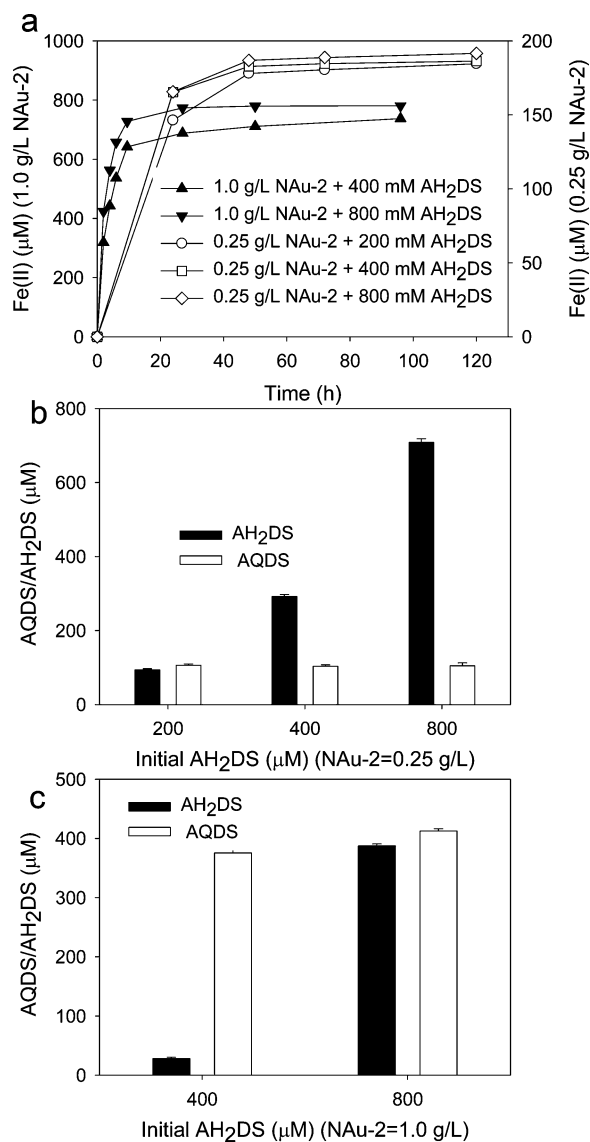 a
1000
800
600
400
200
0
Fe(II) (μM) (1.0 g/L NAu-2)
200
150
100
50
0
Fe(II) (μM) (0.25 g/L NAu-2)
1.0 g/L NAu-2 + 400 mM AH2DS
1.0 g/L NAu-2 + 800 mM AH2DS
0.25 g/L NAu-2 + 200 mM AH2DS
0.25 g/L NAu-2 + 400 mM AH2DS
0.25 g/L NAu-2 + 800 mM AH2DS
0 20 40 60 80 100 120
Time (h)
b
800
600
400
200
0
AQDS/AH2DS (μM)
AH2DS
AQDS
200 400 800
Initial AH2DS (μM) (NAu-2=0.25 g/L)
c
500
400
300
200
100
0
AQDS/AH2DS (μM)
AH2DS
AQDS
400 800
Initial AH2DS (μM) (NAu-2=1.0 g/L)